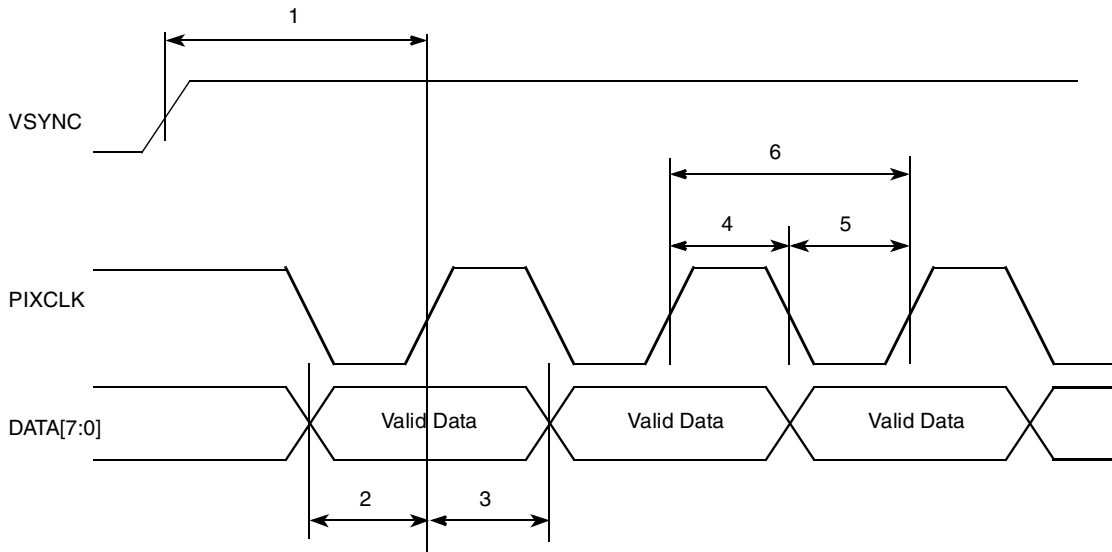 1
VSYNC
6
4 5
PIXCLK
DATA[7:0] Valid Data Valid Data Valid Data
2 3